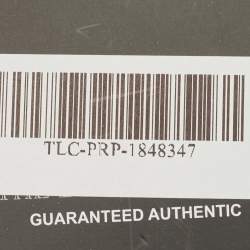 TLC-PRP-1848347
GUARANTEED AUTHENTIC